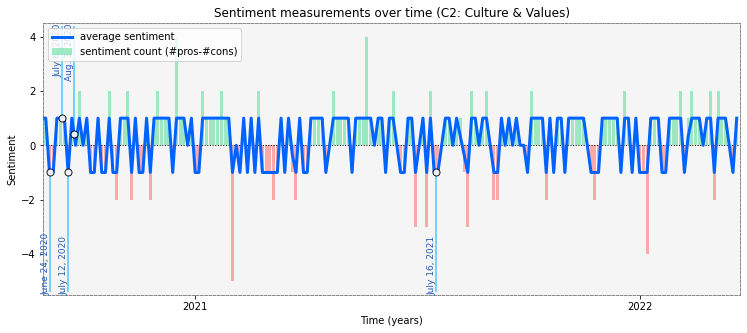 Sentiment measurements over time (C2: Culture & Values)
average sentiment
sentiment count (#pros-#cons)
4
2
0
−2
−4
Sentiment
June 24, 2020
July 12, 2020
July 16, 2021
2021
2022
Time (years)